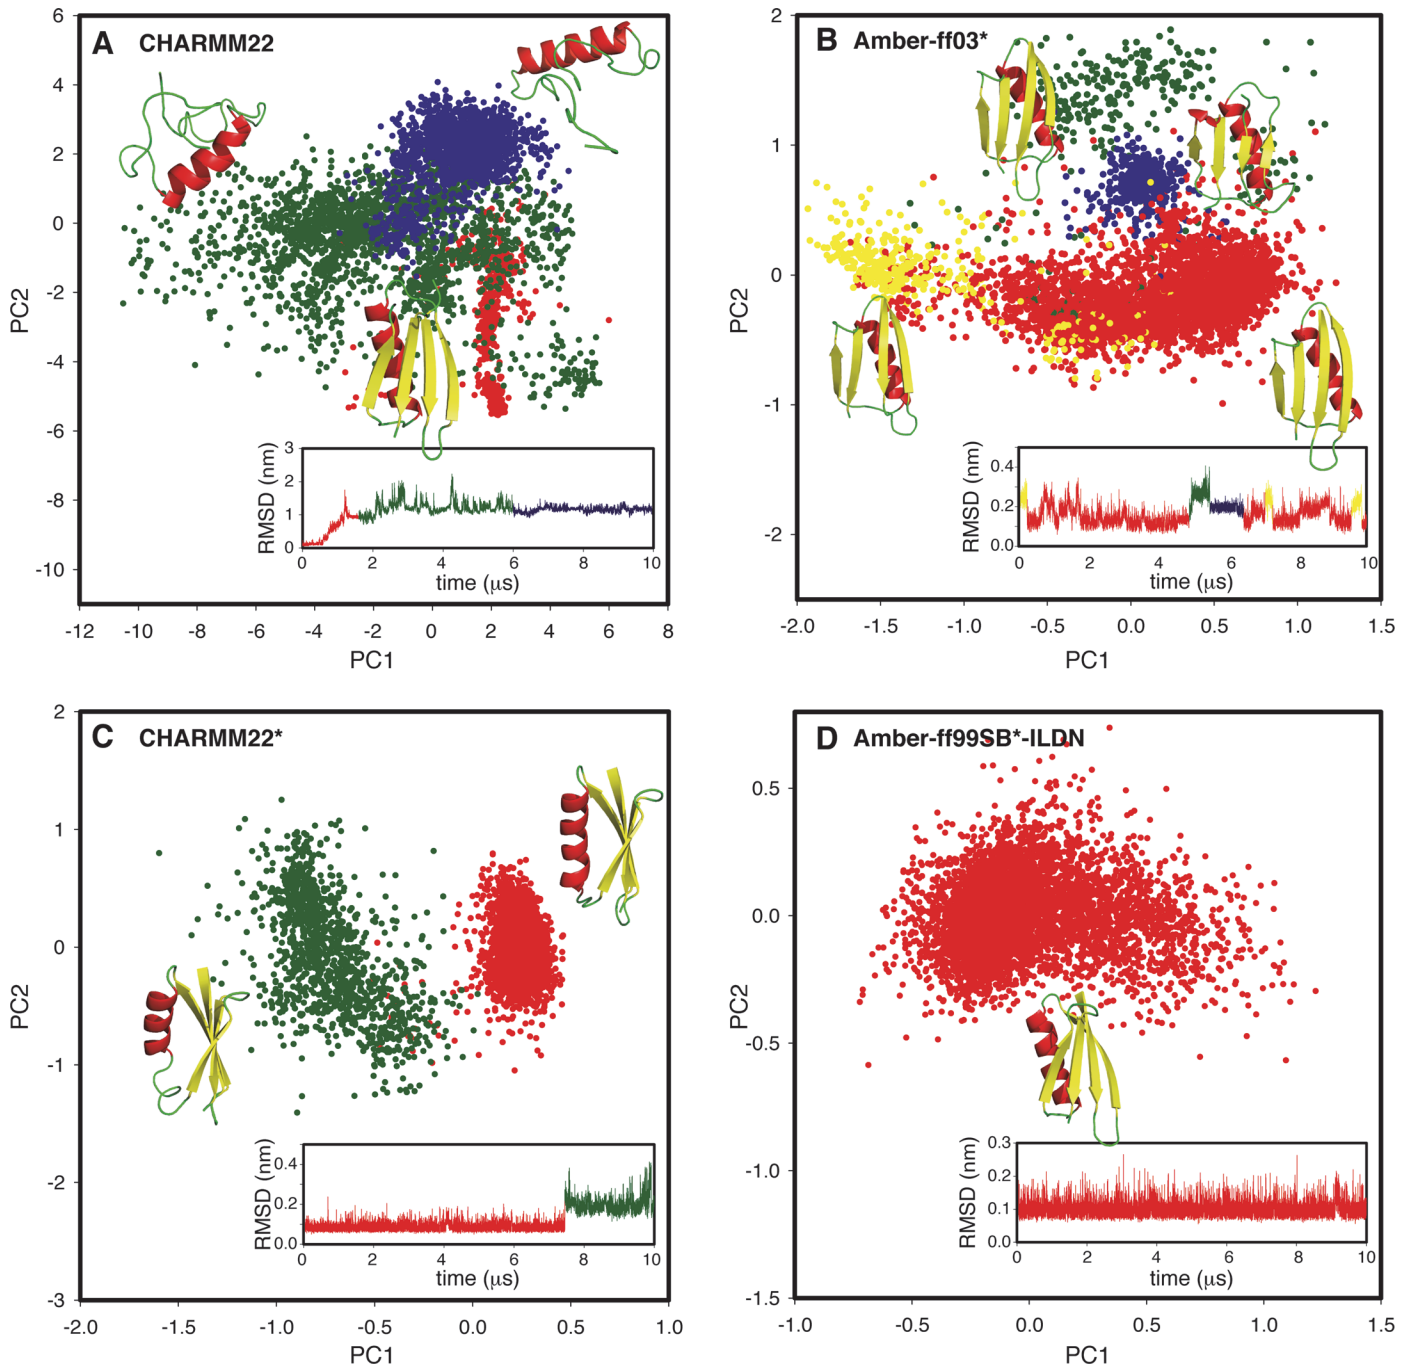 A CHARMM22
6
4
2
0
-2
-4
-6
-8
-10
PC2
-12 -10 -8 -6 -4 -2 0 2 4 6 8
PC1
RMSD (nm)
3
2
1
0
0 2 4 6 8 10
time (μs)
B Amber-ff03*
2
1
0
-1
-2
PC2
-2.0 -1.5 -1.0 -0.5 0.0 0.5 1.0 1.5
PC1
RMSD (nm)
0.4
0.2
0.0
0 2 4 6 8 10
time (μs)
C CHARMM22*
2
1
0
-1
-2
-3
PC2
-2.0 -1.5 -1.0 -0.5 0.0 0.5 1.0
PC1
RMSD (nm)
0.4
0.2
0.0
0 2 4 6 8 10
time (μs)
D Amber-ff99SB*-ILDN
0.5
0.0
-0.5
-1.0
-1.5
PC2
-1.0 -0.5 0.0 0.5 1.0 1.5
PC1
RMSD (nm)
0.3
0.2
0.1
0.0
0 2 4 6 8 10
time (μs)